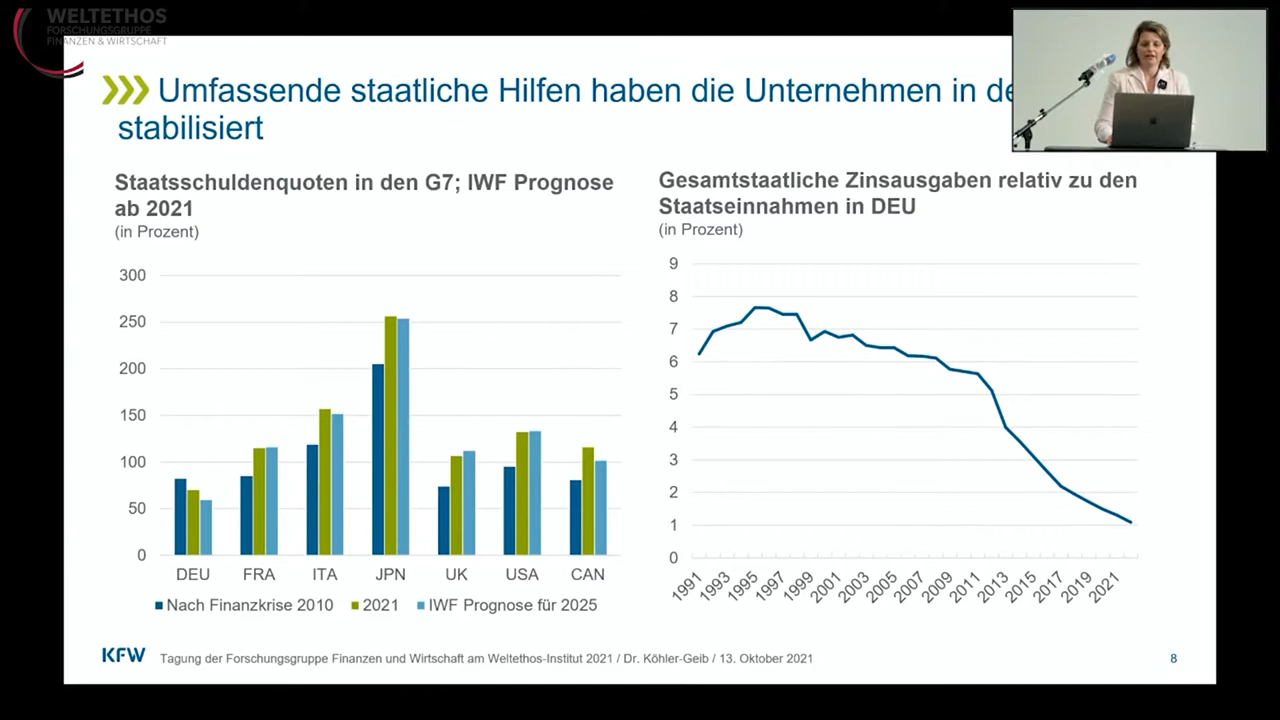 WELTETHOS
FORSCHUNGSGRUPPE
FINANZEN & WIRTSCHAFT
Umfassende staatliche Hilfen haben die Unternehmen in
stabilisiert
Staatsschuldenquoten in den G7; IWF Prognose
ab 2021
(in Prozent)
300
250
200
150
100
50
0
DEU FRA ITA JPN UK USA CAN
Nach Finanzkrise 2010 2021 IWF Prognose für 2025
Gesamtstaatliche Zinsausgaben relativ zu den
Staatseinnahmen in DEU
(in Prozent)
9
8
7
6
5
4
3
2
1
0
1991 1993 1995 1997 1999 2001 2003 2005 2007 2009 2011 2013 2015 2017 2019 2021
KFW Tagung der Forschungsgruppe Finanzen und Wirtschaft am Weltethos-Institut 2021 / Dr. Köhler-Geib / 13. Oktober 2021 8